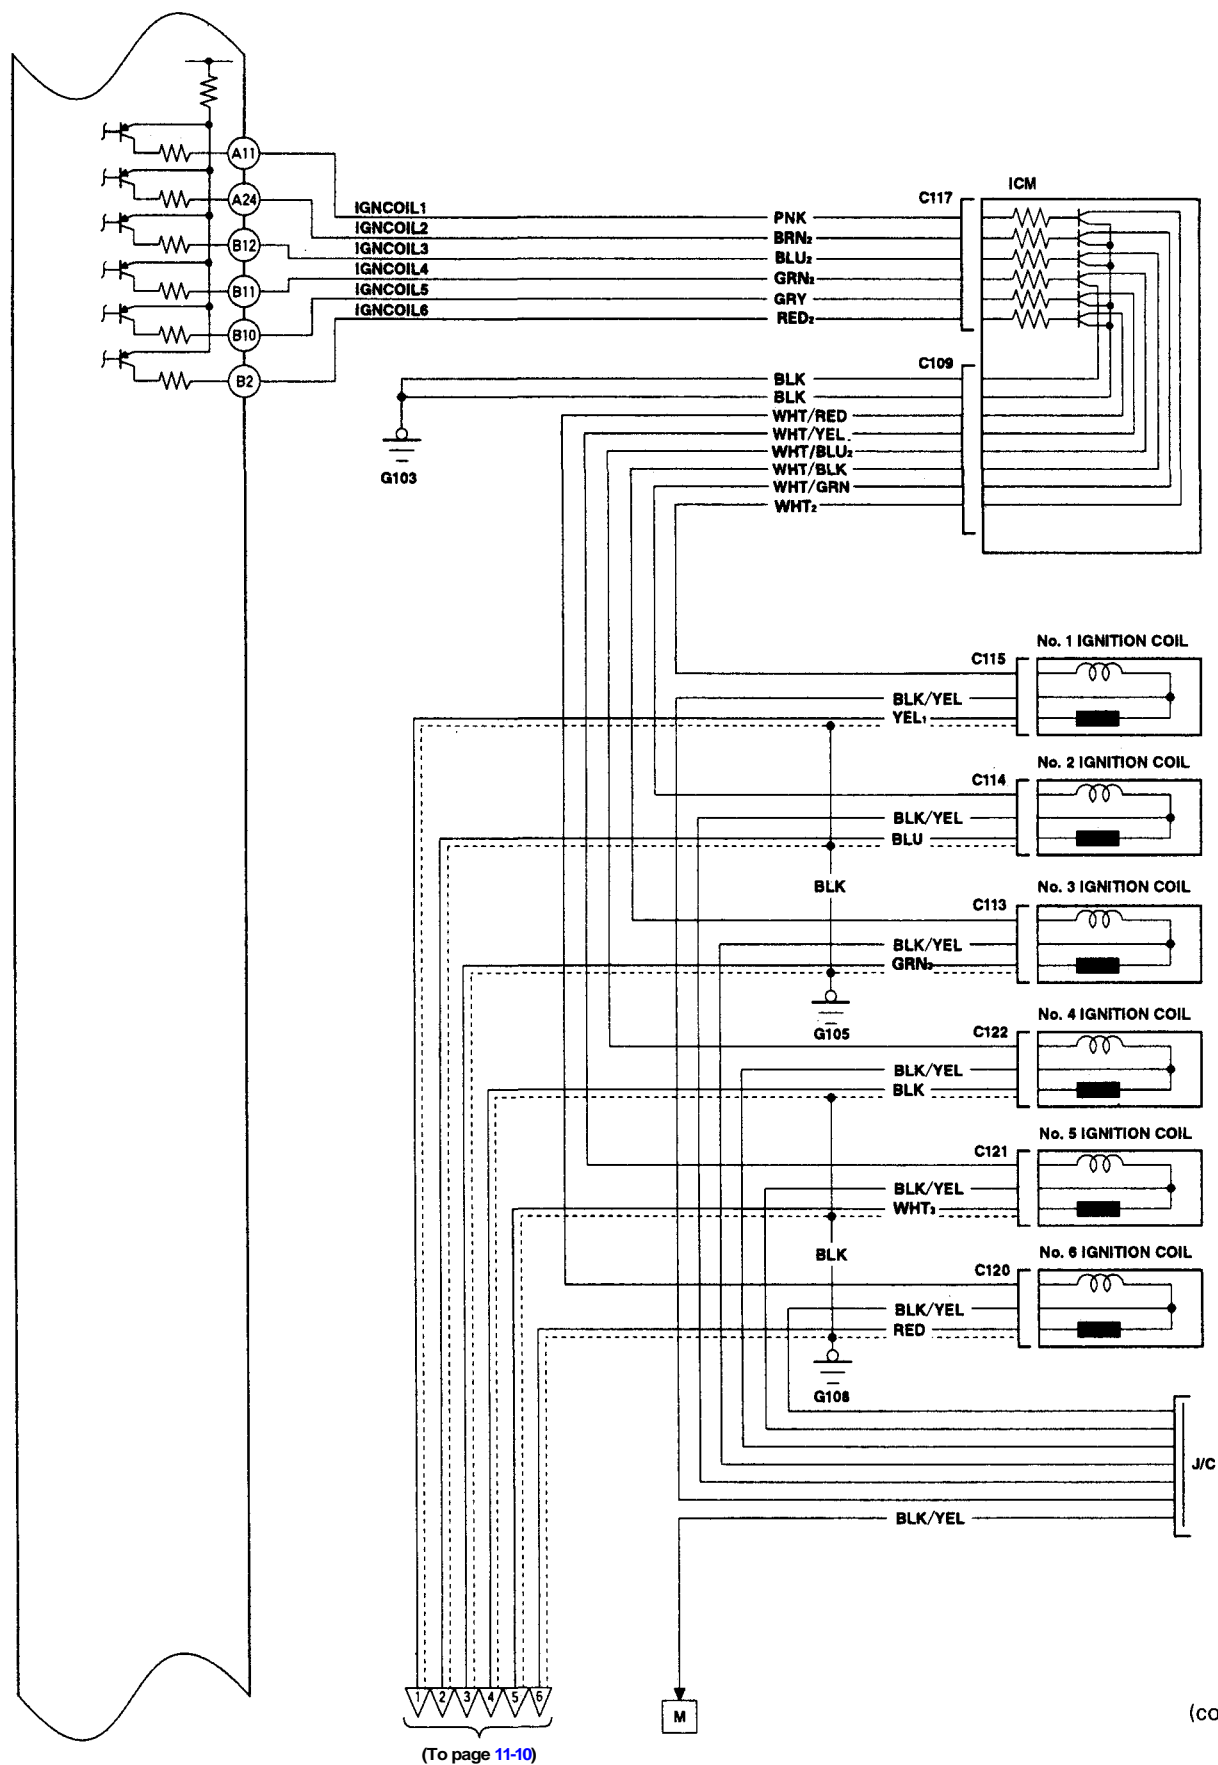 ICM
A11
C117
A24
IGNCOIL1
PNK
IGNCOIL2
BRN₂
B12
IGNCOIL3
BLU₂
IGNCOIL4
GRN₂
B11
IGNCOIL5
GRY
IGNCOIL6
RED₂
B10
C109
B2
BLK
BLK
WHT/RED
WHT/YEL
WHT/BLU₂
WHT/BLK
G103
WHT/GRN
WHT₂
No. 1 IGNITION COIL
C115
BLK/YEL
YEL₁
No. 2 IGNITION COIL
C114
BLK/YEL
BLU
BLK
No. 3 IGNITION COIL
C113
BLK/YEL
GRN₃
G105
No. 4 IGNITION COIL
C122
BLK/YEL
BLK
No. 5 IGNITION COIL
C121
BLK/YEL
WHT₃
BLK
No. 6 IGNITION COIL
C120
BLK/YEL
RED
G108
J/C
BLK/YEL
1 2 3 4 5 6
M
(co
(To page 11-10)